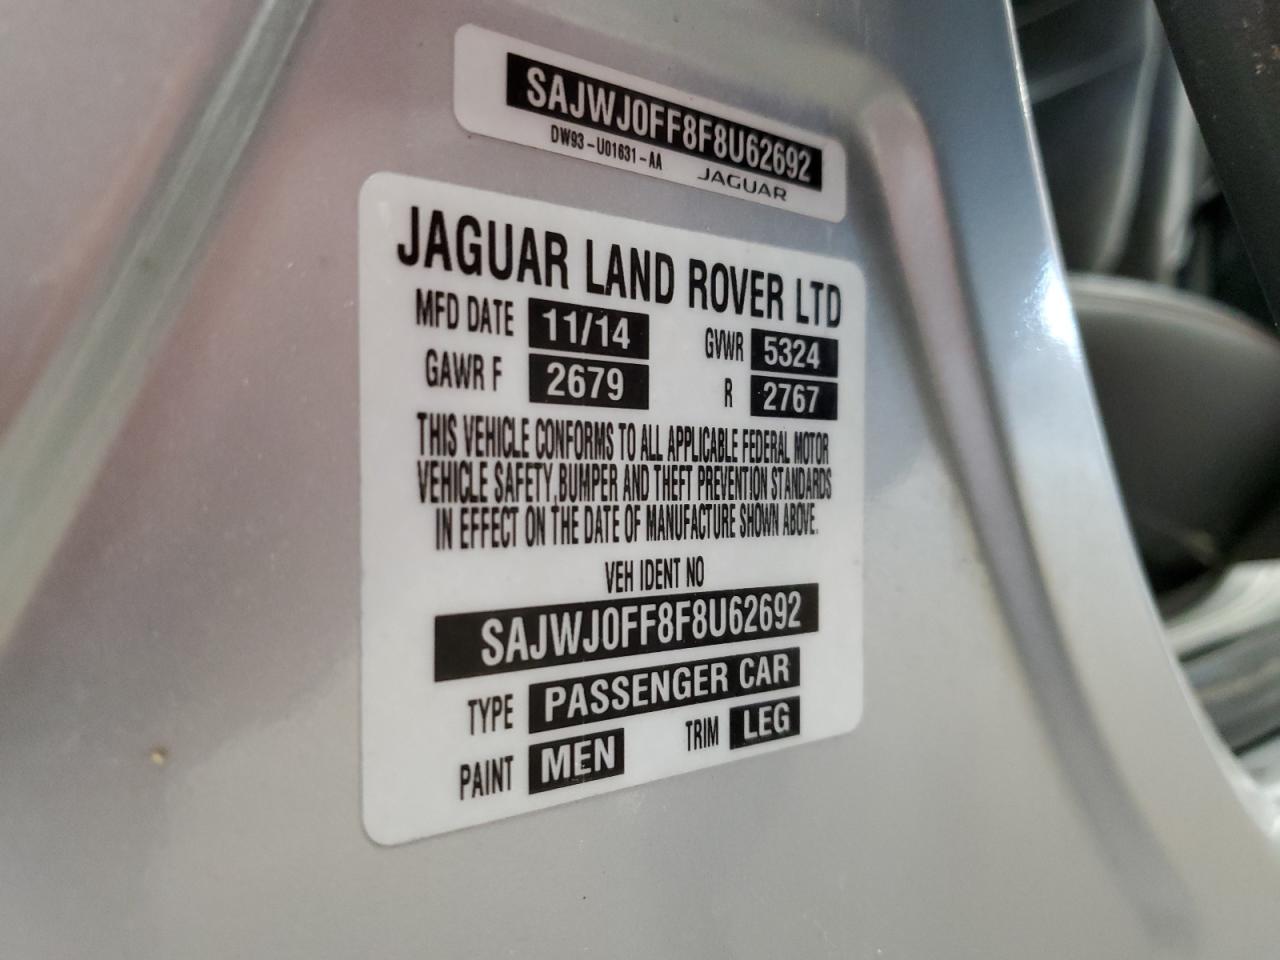 SAJWJ0FF8F8U62692
DW93-U01631-AA JAGUAR
JAGUAR LAND ROVER LTD
MFD DATE 11/14 GVWR 5324
GAWR F 2679 R 2767
THIS VEHICLE CONFORMS TO ALL APPLICABLE FEDERAL MOTOR
VEHICLE SAFETY, BUMPER AND THEFT PREVENTION STANDARDS
IN EFFECT ON THE DATE OF MANUFACTURE SHOWN ABOVE.
VEH IDENT NO
SAJWJ0FF8F8U62692
TYPE PASSENGER CAR
PAINT MEN TRIM LEG